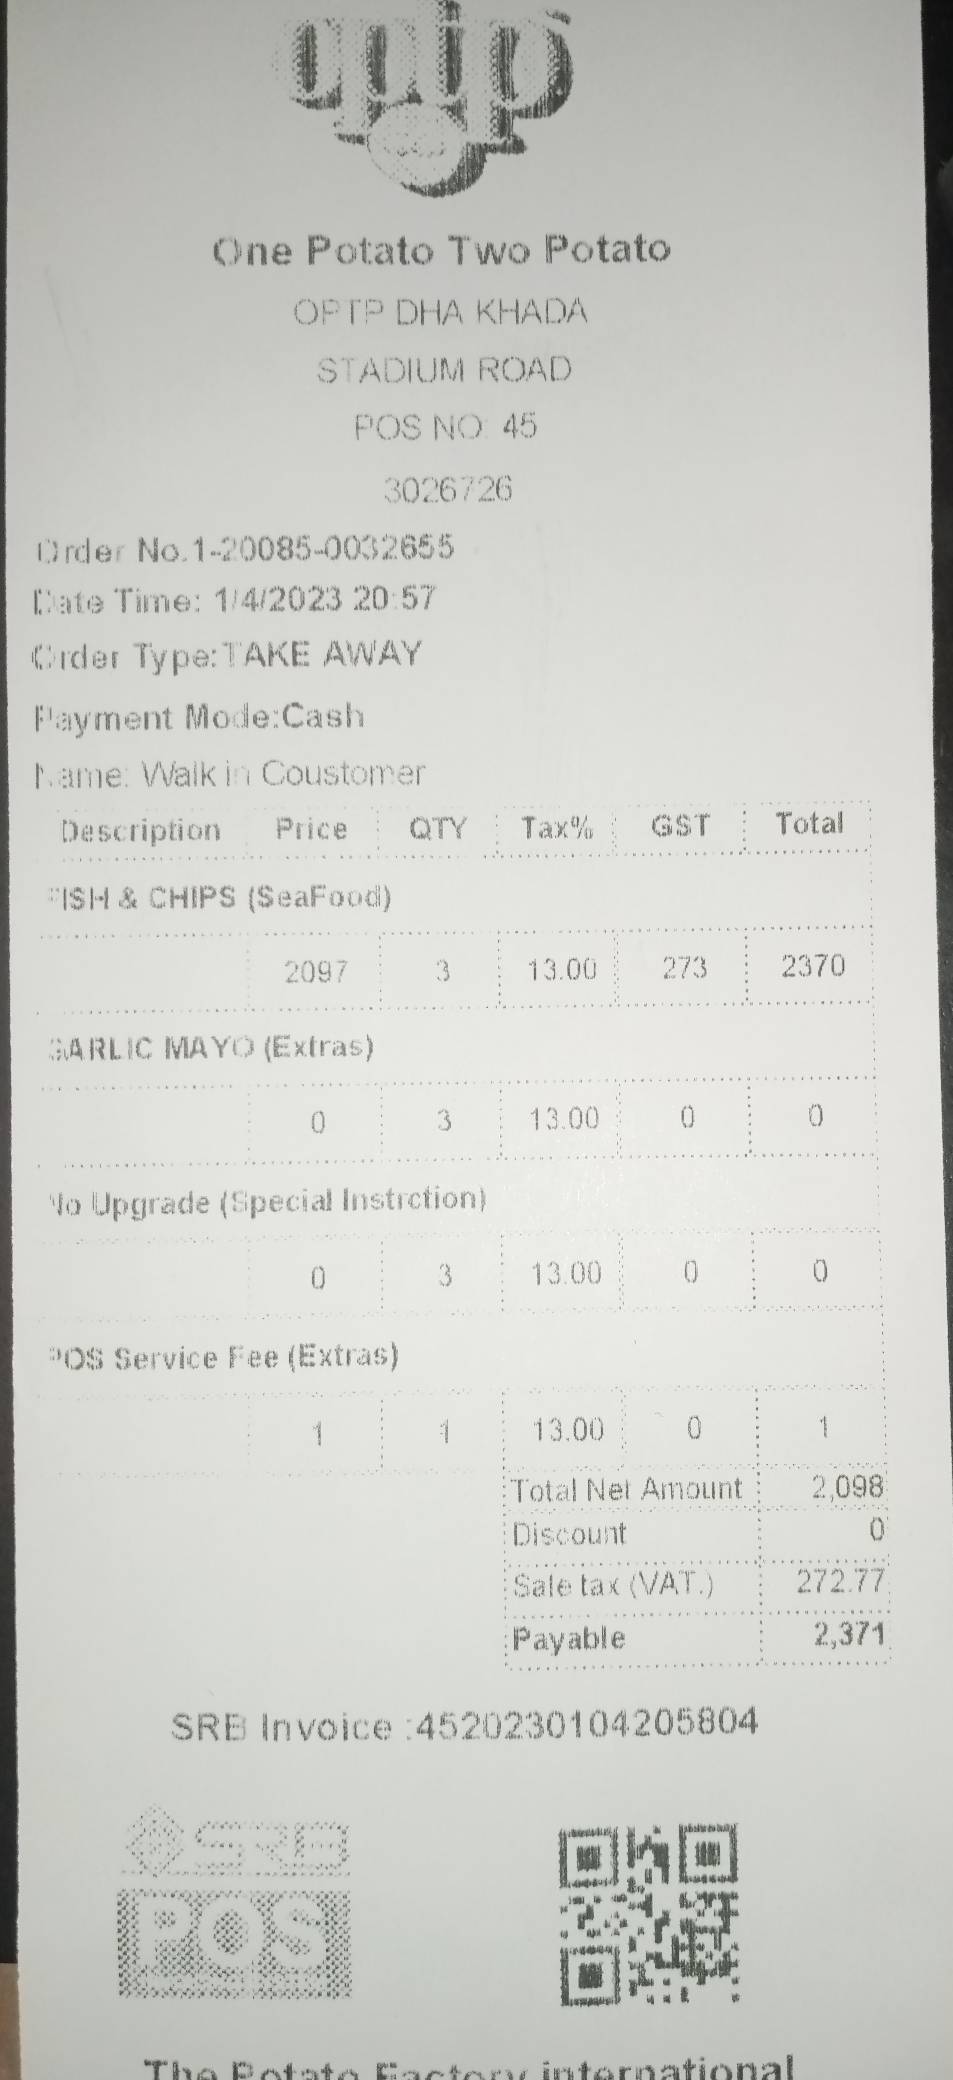 optp
One Potato Two Potato
OPTP DHA KHADA
STADIUM ROAD
POS NO: 45
3026726
Order No.1-20085-0032655
Date Time: 1/4/2023 20:57
Order Type:TAKE AWAY
Payment Mode:Cash
Name: Walk in Coustomer
Description Price QTY Tax% GST Total
FISH & CHIPS (SeaFood)
2097 3 13.00 273 2370
GARLIC MAYO (Extras)
0 3 13.00 0 0
No Upgrade (Special Instrction)
0 3 13.00 0 0
POS Service Fee (Extras)
1 1 13.00 0 1
Total Net Amount 2,098
Discount 0
Sale tax (VAT.) 272.77
Payable 2,371
SRB Invoice :4520230104205804
SRB
POS
The Potato Factory international